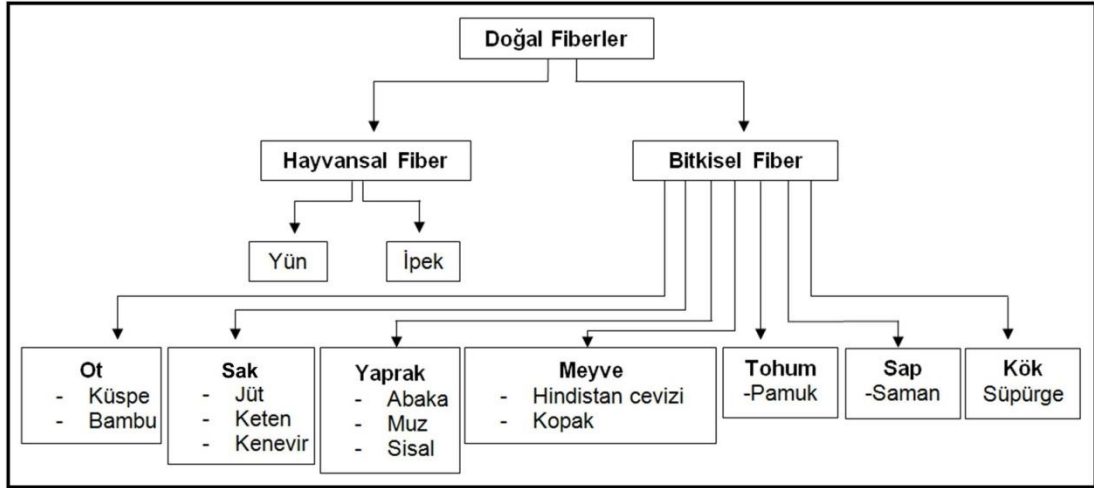 Doğal Fiberler
Hayvansal Fiber
Bitkisel Fiber
Yün
İpek
Ot
- Küspe
- Bambu
Sak
- Jüt
- Keten
- Kenevir
Yaprak
- Abaka
- Muz
- Sisal
Meyve
- Hindistan cevizi
- Kopak
Tohum
-Pamuk
Sap
-Saman
Kök
Süpürge